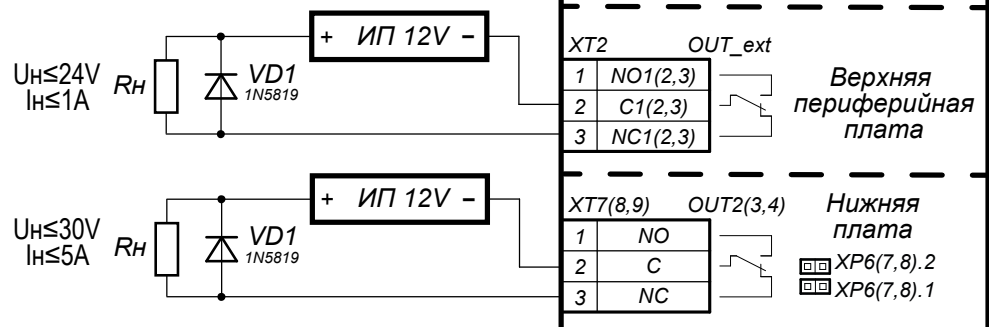 + ИП 12V −
XT2 OUT_ext
Uн≤24V
Iн≤1A
Rн
VD1
1N5819
1 NO1(2,3)
2 C1(2,3)
3 NC1(2,3)
Верхняя
периферийная
плата
+ ИП 12V −
XT7(8,9) OUT2(3,4)
Uн≤30V
Iн≤5A
Rн
VD1
1N5819
1 NO
2 C
3 NC
Нижняя
плата
XP6(7,8).2
XP6(7,8).1